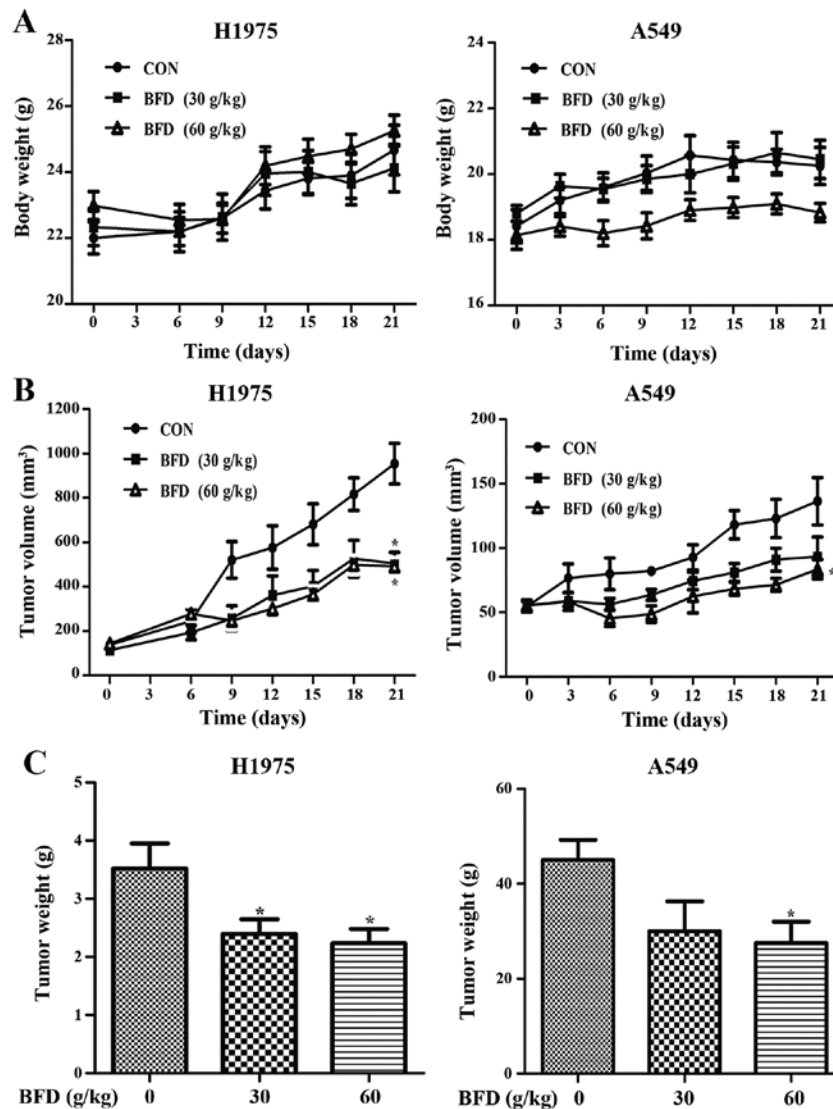 A
H1975
Body weight (g)
28
26
24
22
20
CON
BFD (30 g/kg)
BFD (60 g/kg)
0 3 6 9 12 15 18 21
Time (days)
A549
Body weight (g)
24
22
20
18
16
CON
BFD (30 g/kg)
BFD (60 g/kg)
0 3 6 9 12 15 18 21
Time (days)
B
H1975
Tumor volume (mm³)
1200
1000
800
600
400
200
0
CON
BFD (30 g/kg)
BFD (60 g/kg)
*
*
0 3 6 9 12 15 18 21
Time (days)
A549
Tumor volume (mm³)
200
150
100
50
0
CON
BFD (30 g/kg)
BFD (60 g/kg)
*
0 3 6 9 12 15 18 21
Time (days)
C
H1975
Tumor weight (g)
5
4
3
2
1
0
* *
BFD (g/kg) 0 30 60
A549
Tumor weight (g)
60
40
20
0
*
BFD (g/kg) 0 30 60